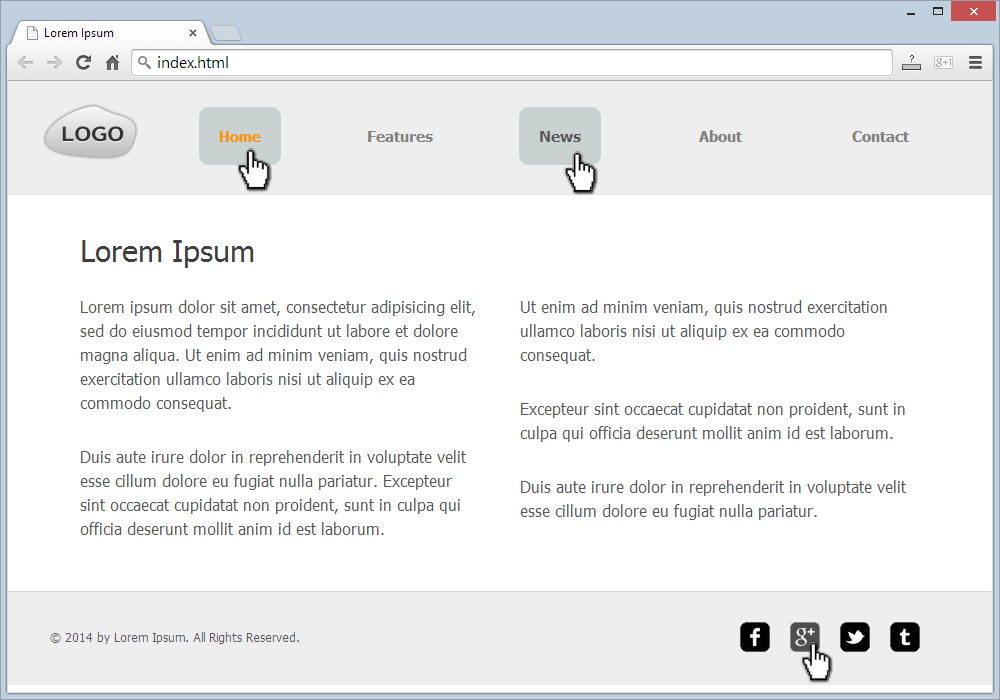 Lorem Ipsum
index.html
?
g+1
LOGO
Home
Features
News
About
Contact
Lorem Ipsum
Lorem ipsum dolor sit amet, consectetur adipisicing elit,
sed do eiusmod tempor incididunt ut labore et dolore
magna aliqua. Ut enim ad minim veniam, quis nostrud
exercitation ullamco laboris nisi ut aliquip ex ea
commodo consequat.
Duis aute irure dolor in reprehenderit in voluptate velit
esse cillum dolore eu fugiat nulla pariatur. Excepteur
sint occaecat cupidatat non proident, sunt in culpa qui
officia deserunt mollit anim id est laborum.
Ut enim ad minim veniam, quis nostrud exercitation
ullamco laboris nisi ut aliquip ex ea commodo
consequat.
Excepteur sint occaecat cupidatat non proident, sunt in
culpa qui officia deserunt mollit anim id est laborum.
Duis aute irure dolor in reprehenderit in voluptate velit
esse cillum dolore eu fugiat nulla pariatur.
© 2014 by Lorem Ipsum. All Rights Reserved.
f
g+
t